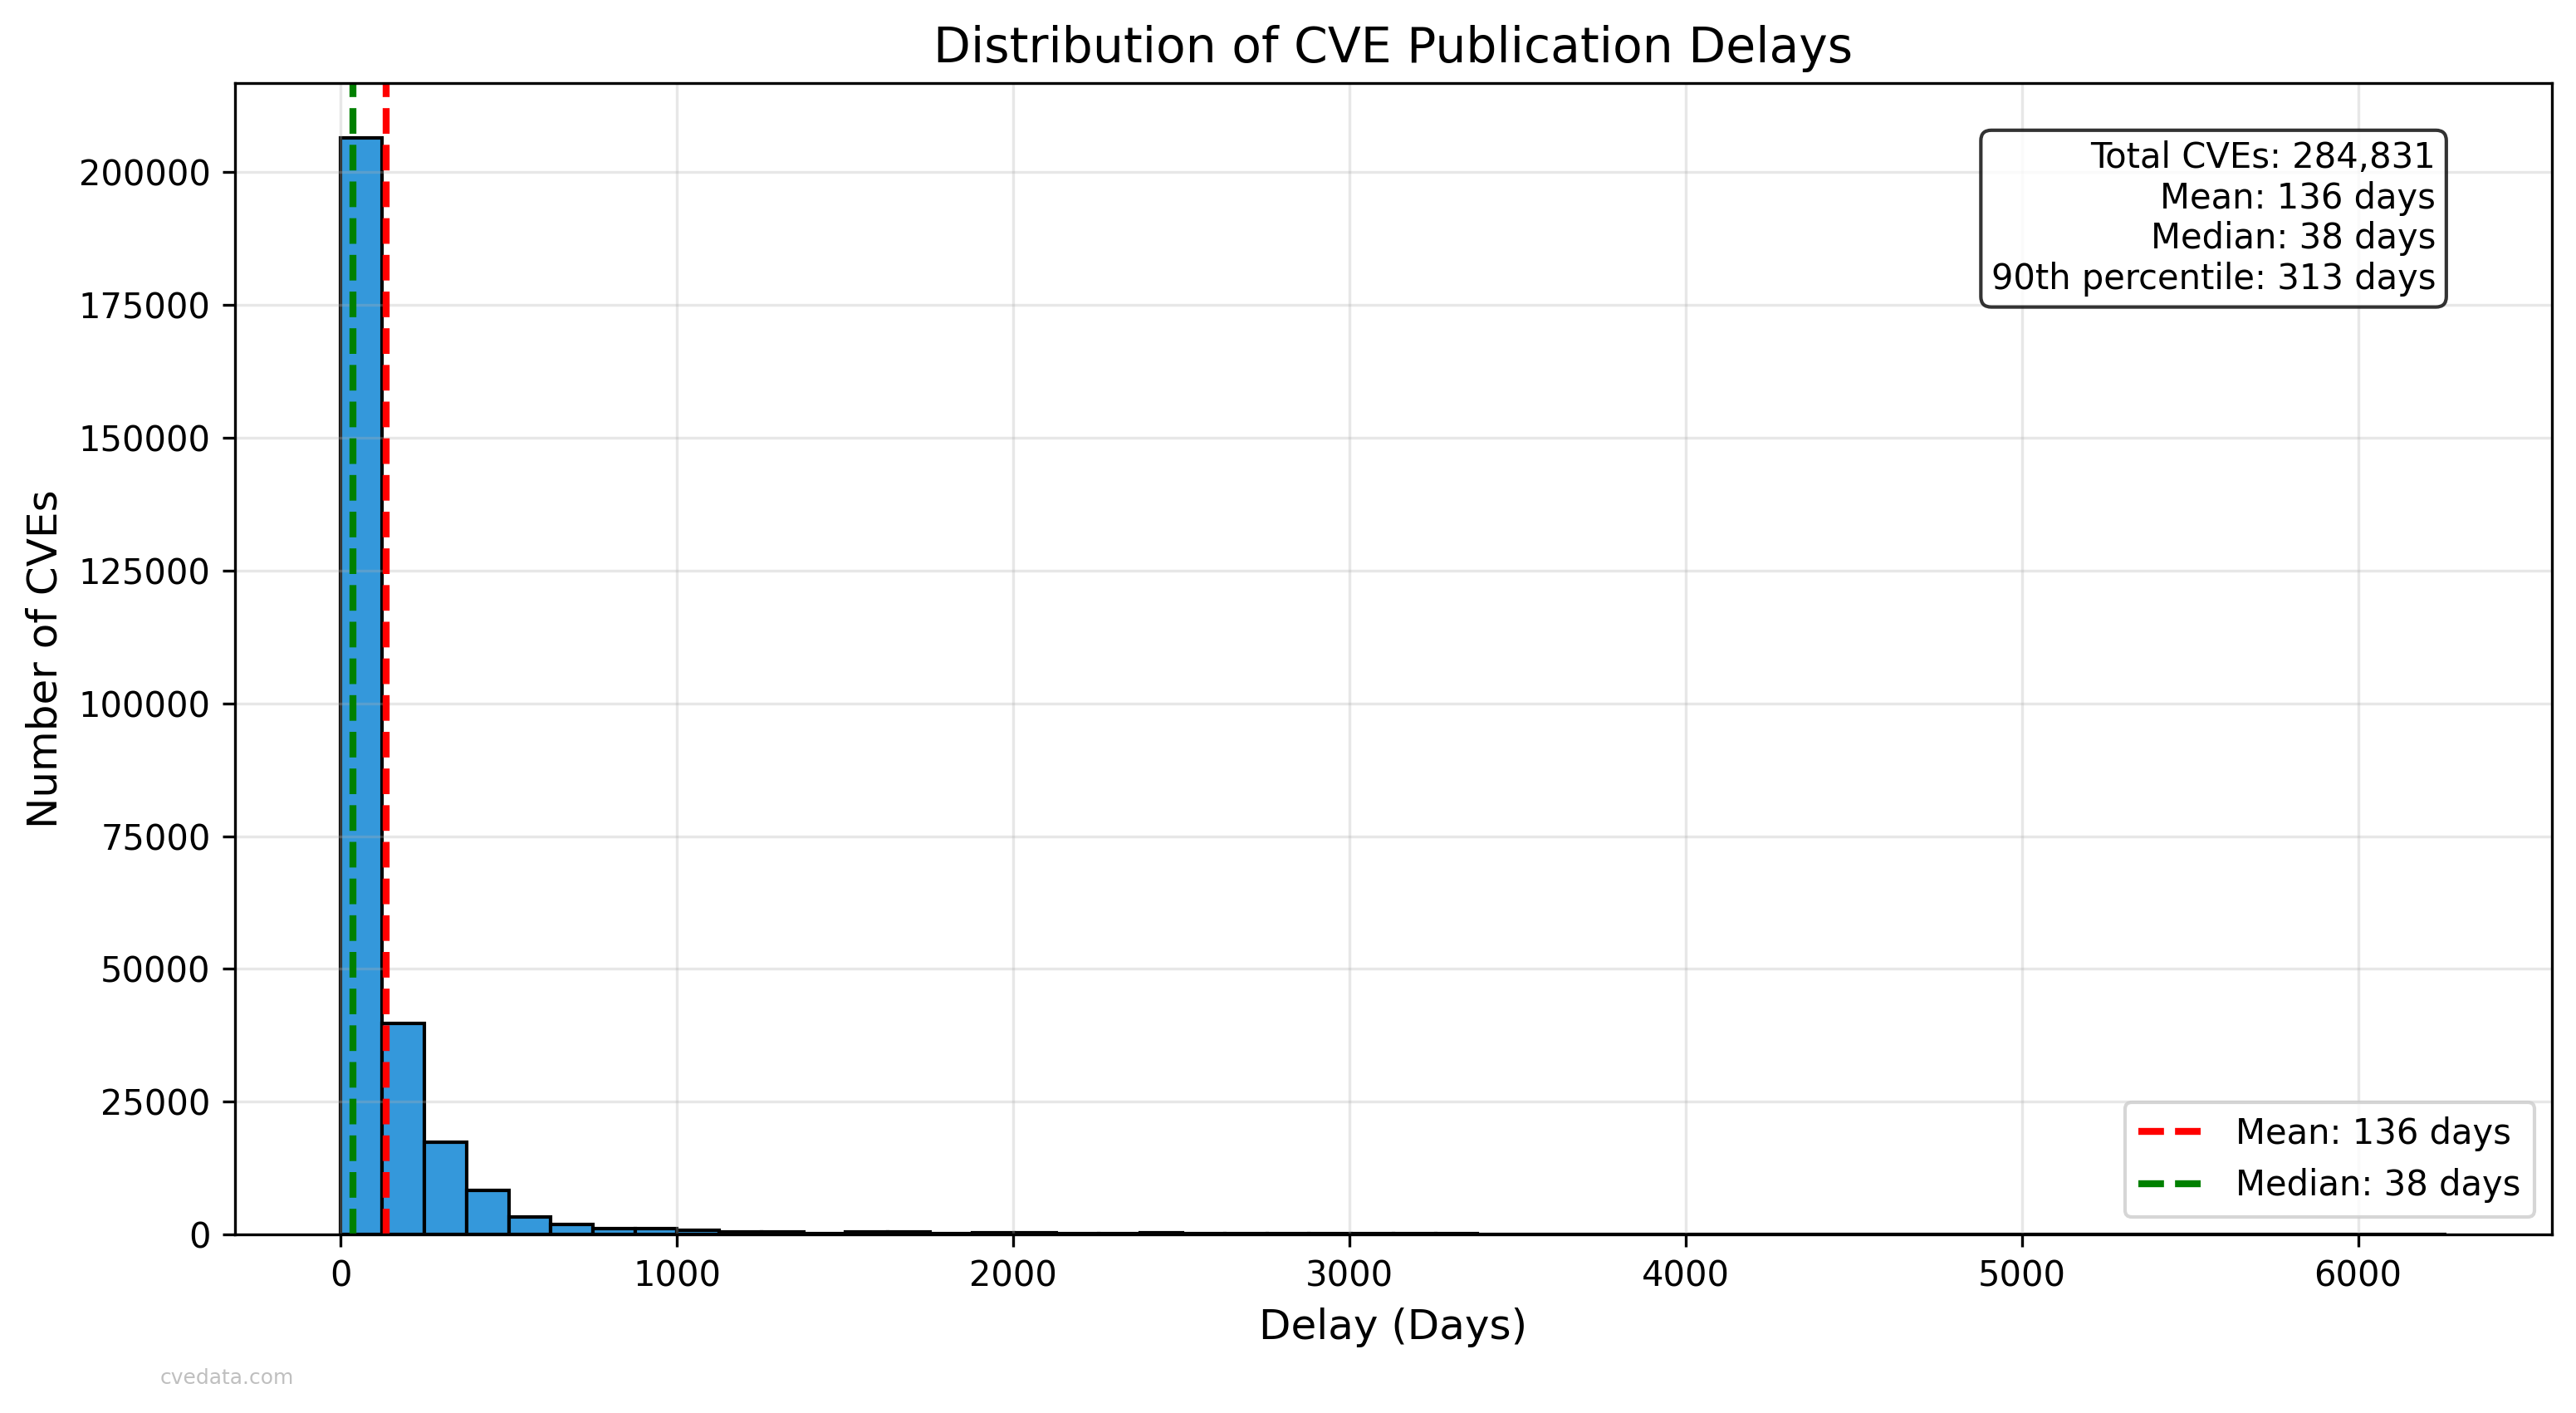 Distribution of CVE Publication Delays
Total CVEs: 284,831
Mean: 136 days
Median: 38 days
90th percentile: 313 days
Number of CVEs
200000
175000
150000
125000
100000
75000
50000
25000
0
Mean: 136 days
Median: 38 days
0 1000 2000 3000 4000 5000 6000
Delay (Days)
cvedata.com